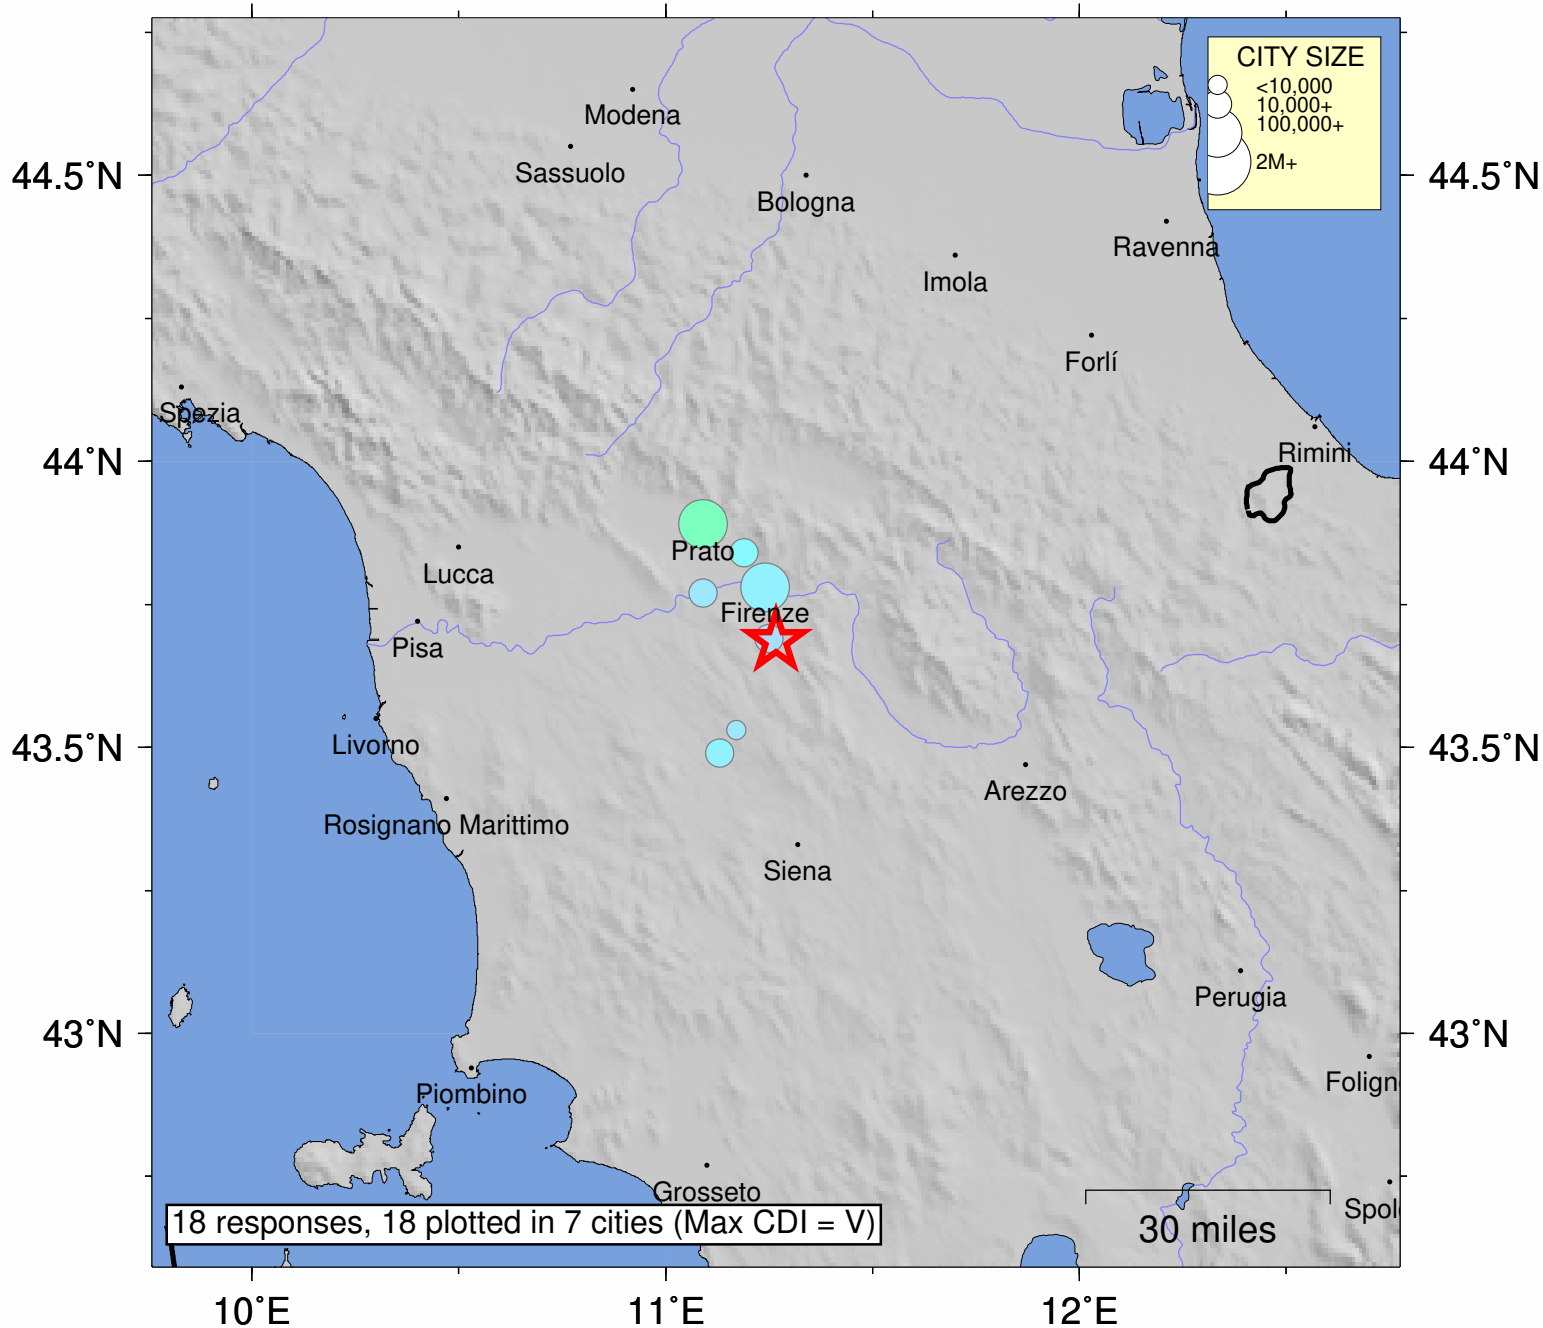 CITY SIZE
<10,000
10,000+
100,000+
2M+
Modena
Sassuolo
44.5°N
44.5°N
Bologna
Ravenna
Imola
Forlí
Spezia
44°N
Rimini
44°N
Prato
Lucca
Firenze
Pisa
Livorno
43.5°N
43.5°N
Arezzo
Rosignano Marittimo
Siena
Perugia
43°N
43°N
Folign
Piombino
Grosseto
Spol
18 responses, 18 plotted in 7 cities (Max CDI = V)
30 miles
10°E
11°E
12°E